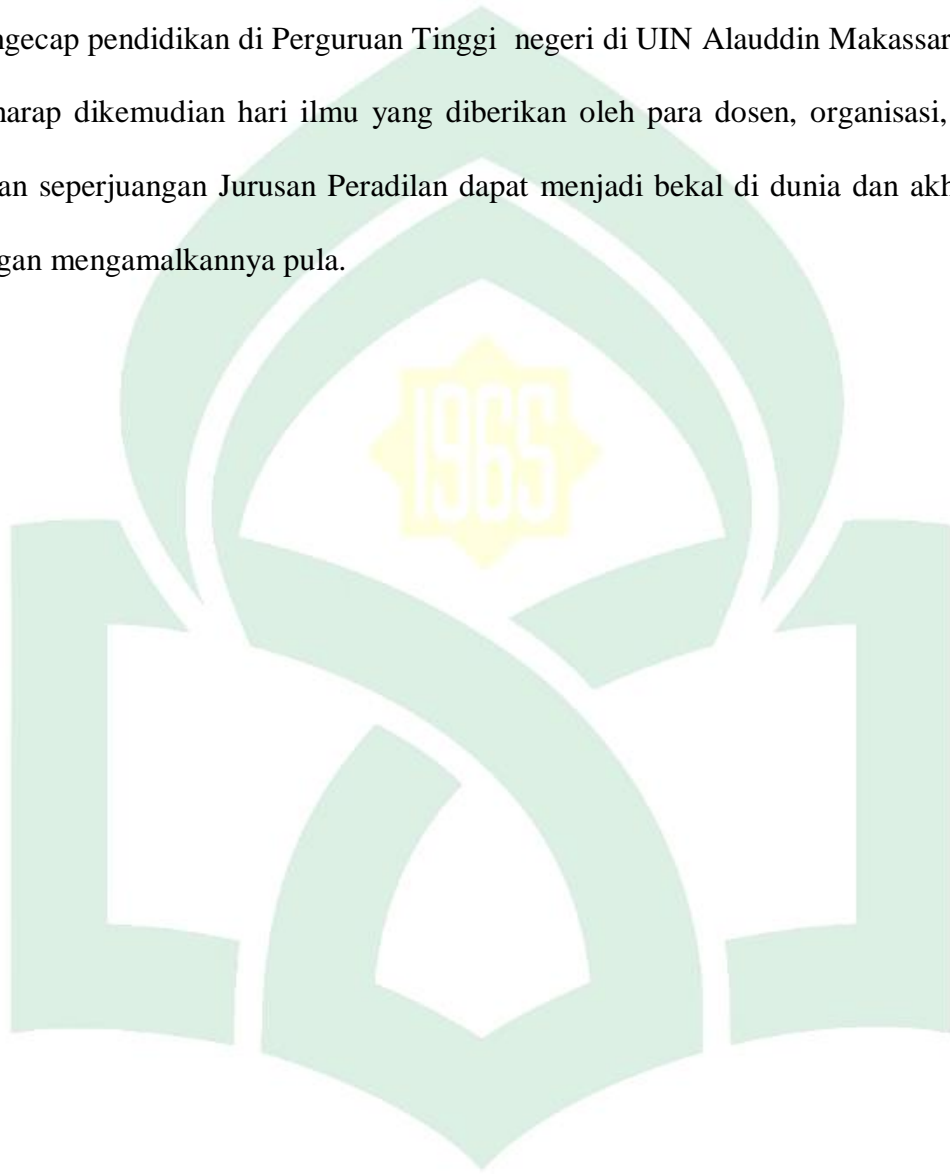 ngecap pendidikan di Perguruan Tinggi negeri di UIN Alauddin Makassar
harap dikemudian hari ilmu yang diberikan oleh para dosen, organisasi,
an seperjuangan Jurusan Peradilan dapat menjadi bekal di dunia dan akh
gan mengamalkannya pula.
1965